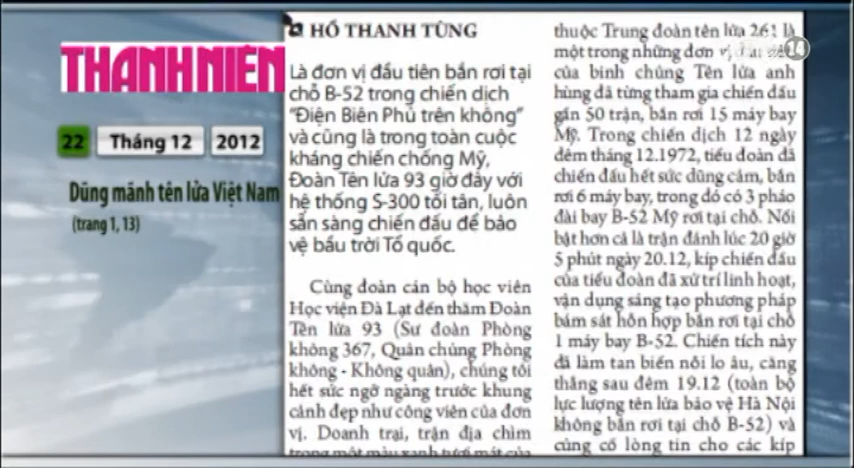 THANH NIÊN
22 Tháng 12 2012
Dũng mãnh tên lửa Việt Nam
(trang 1, 13)
HỒ THANH TÙNG
Là đơn vị đầu tiên bắn rơi tại
chỗ B-52 trong chiến dịch
"Điện Biên Phủ trên không"
và cũng là trong toàn cuộc
kháng chiến chống Mỹ,
Đoàn Tên lửa 93 giờ đây với
hệ thống S-300 tối tân, luôn
sẵn sàng chiến đấu để bảo
vệ bầu trời Tổ quốc.
Cùng đoàn cán bộ học viên
Học viện Đà Lạt đến thăm Đoàn
Tên lửa 93 (Sư đoàn Phòng
không 367, Quân chủng Phòng
không - Không quân), chúng tôi
hết sức ngỡ ngàng trước khung
cảnh đẹp như công viên của đơn
vị. Doanh trại, trận địa chìm
trong một màu xanh tươi mát của
thuộc Trung đoàn tên lửa 261 là
một trong những đơn vị
của binh chủng Tên lửa anh
hùng đã từng tham gia chiến đấu
gần 50 trận, bắn rơi 15 máy bay
Mỹ. Trong chiến dịch 12 ngày
đêm tháng 12.1972, tiểu đoàn đã
chiến đấu hết sức dũng cảm, bắn
rơi 6 máy bay, trong đó có 3 pháo
đài bay B-52 Mỹ rơi tại chỗ. Nổi
bật hơn cả là trận đánh lúc 20 giờ
5 phút ngày 20.12, kíp chiến đấu
của tiểu đoàn đã xử trí linh hoạt,
vận dụng sáng tạo phương pháp
bám sát hỗn hợp bắn rơi tại chỗ
1 máy bay B-52. Chiến tích này
đã làm tan biến nỗi lo âu, căng
thẳng sau đêm 19.12 (toàn bộ
lực lượng tên lửa bảo vệ Hà Nội
không bắn rơi tại chỗ B-52) và
củng cố lòng tin cho các kíp
14